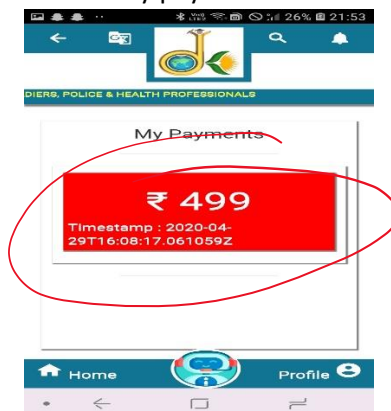 26% 21:53
DIERS, POLICE & HEALTH PROFESSIONALS
My Payments
₹ 499
Timestamp : 2020-04-
29T16:08:17.061059Z
Home
Profile